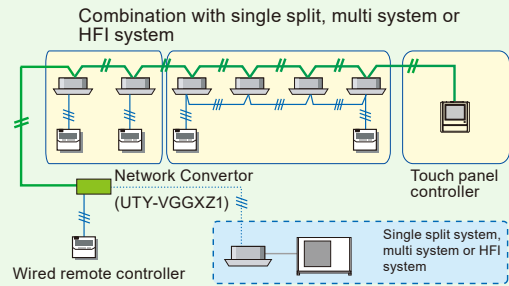 Combination with single split, multi system or
HFI system
Network Convertor
(UTY-VGGXZ1)
Touch panel
controller
Single split system,
multi system or HFI
system
Wired remote controller